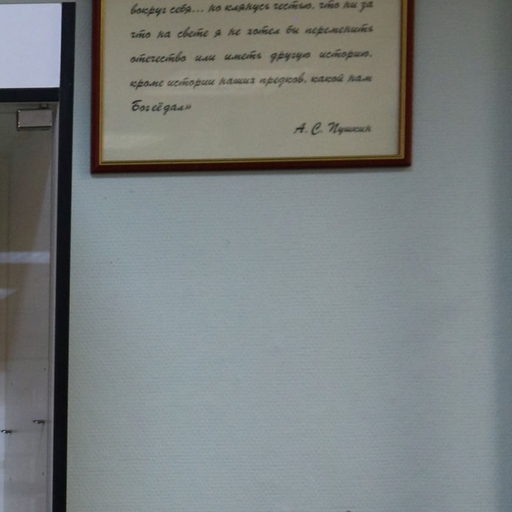 вокруг себя... но клянусь честью, что ни за
что на свете я не хотел бы переменить
отечество или иметь другую историю,
кроме истории наших предков, какой нам
Бог её дал»
А. С. Пушкин